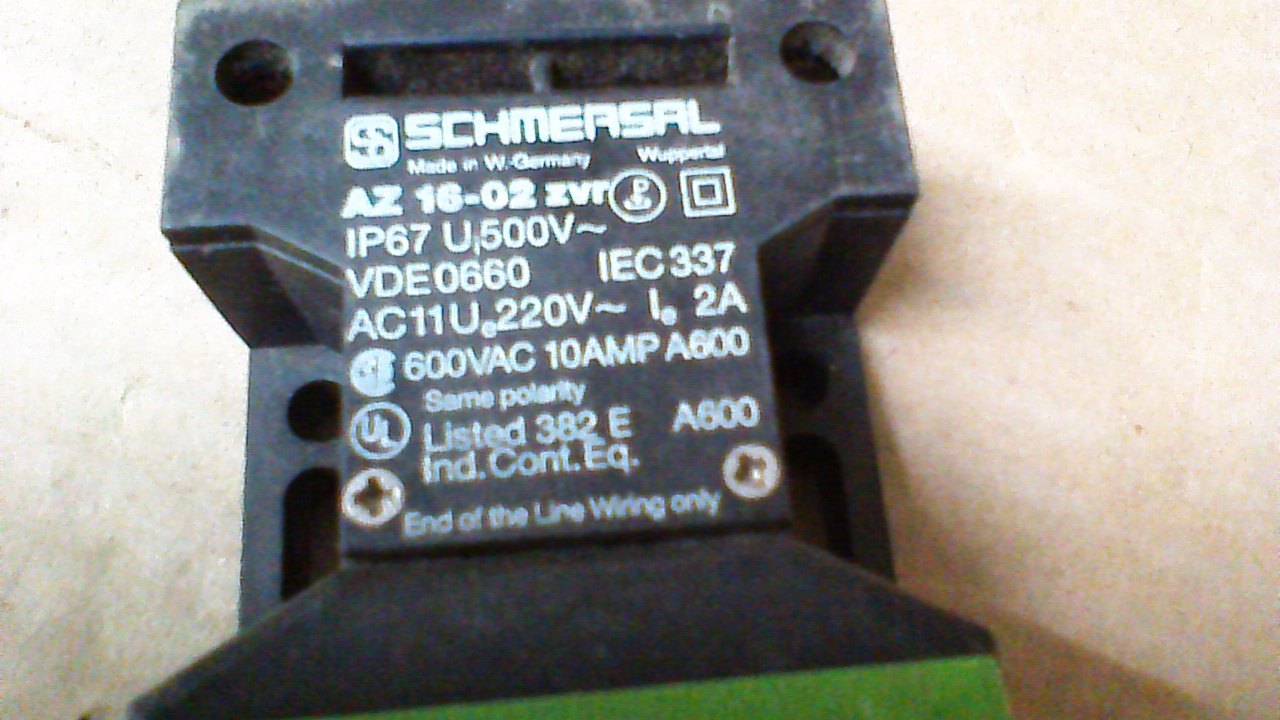 SCHMERSAL
Made in W.-Germany Wuppertal
AZ 16-02 zvr
IP67 Ui500V~
VDE0660 IEC337
AC11Ue220V~ Ie 2A
600VAC 10AMP A600
Same polarity
UL Listed 382 E A600
Ind.Cont.Eq.
End of the Line Wiring only